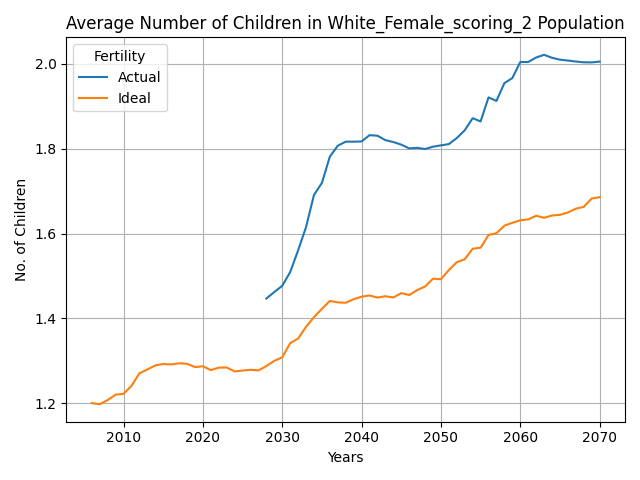 Average Number of Children in White_Female_scoring_2 Population
Fertility
Actual
Ideal
No. of Children
2.0
1.8
1.6
1.4
1.2
2010 2020 2030 2040 2050 2060 2070
Years